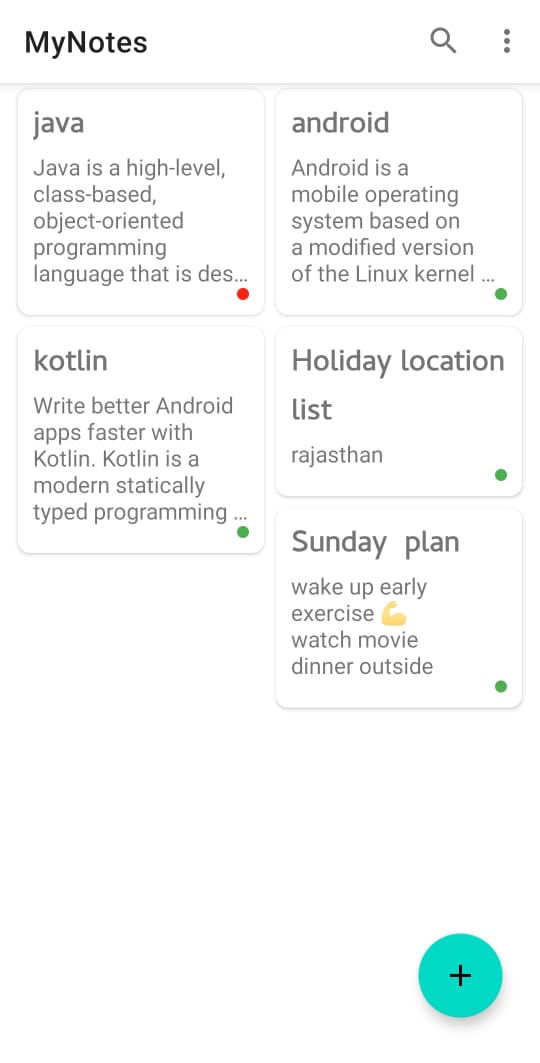 MyNotes
java
Java is a high-level,
class-based,
object-oriented
programming
language that is des...
android
Android is a
mobile operating
system based on
a modified version
of the Linux kernel ...
kotlin
Write better Android
apps faster with
Kotlin. Kotlin is a
modern statically
typed programming ...
Holiday location
list
rajasthan
Sunday  plan
wake up early
exercise 💪
watch movie
dinner outside